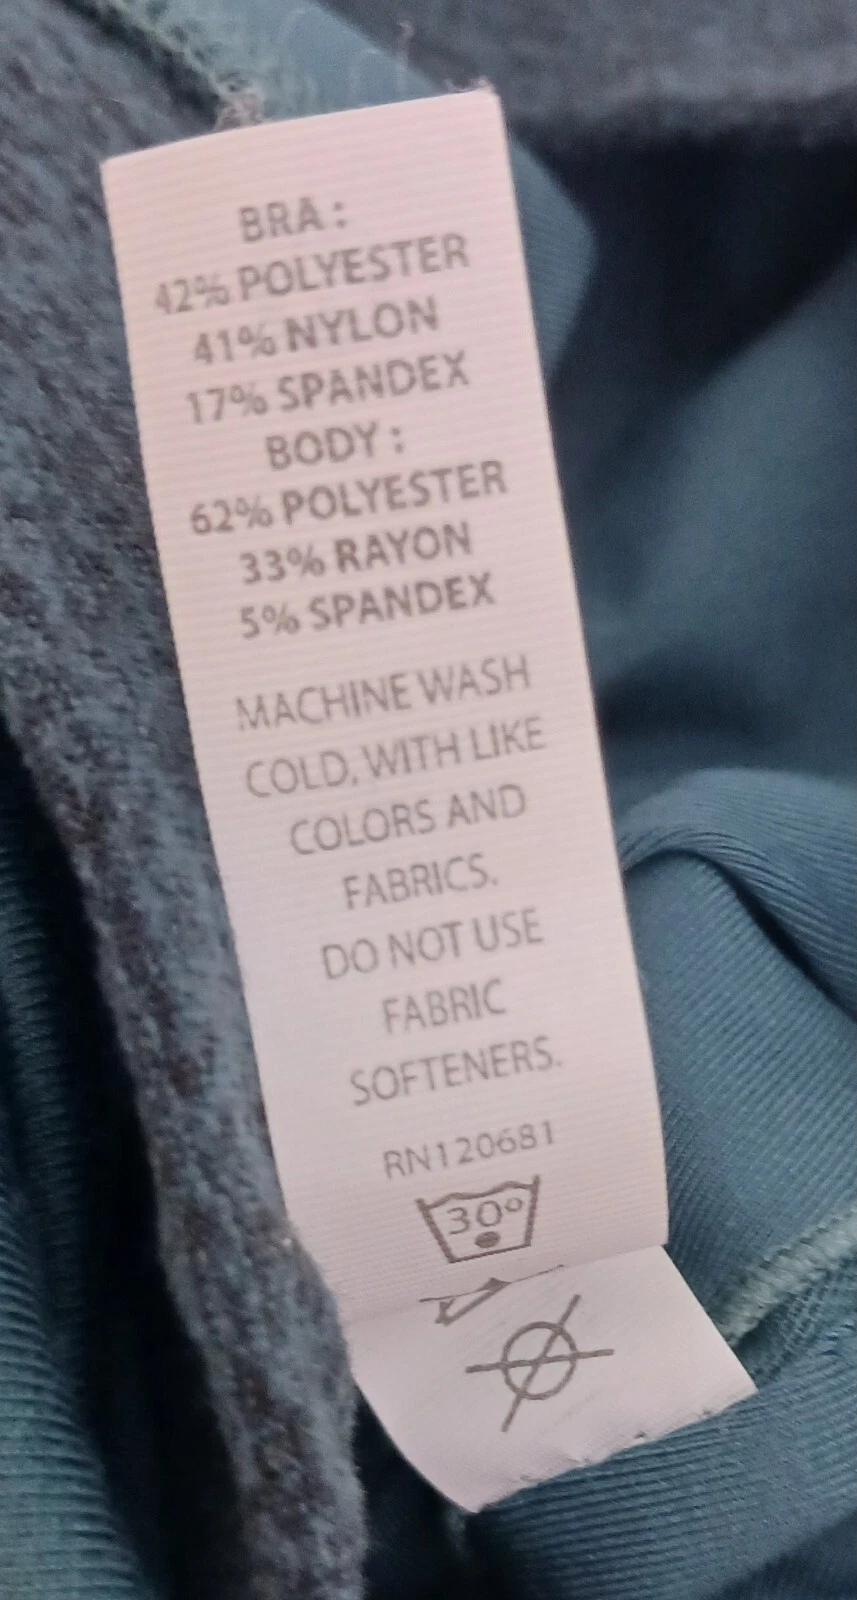 BRA :
42% POLYESTER
41% NYLON
17% SPANDEX
BODY :
62% POLYESTER
33% RAYON
5% SPANDEX
MACHINE WASH
COLD, WITH LIKE
COLORS AND
FABRICS.
DO NOT USE
FABRIC
SOFTENERS.
RN120681
30°